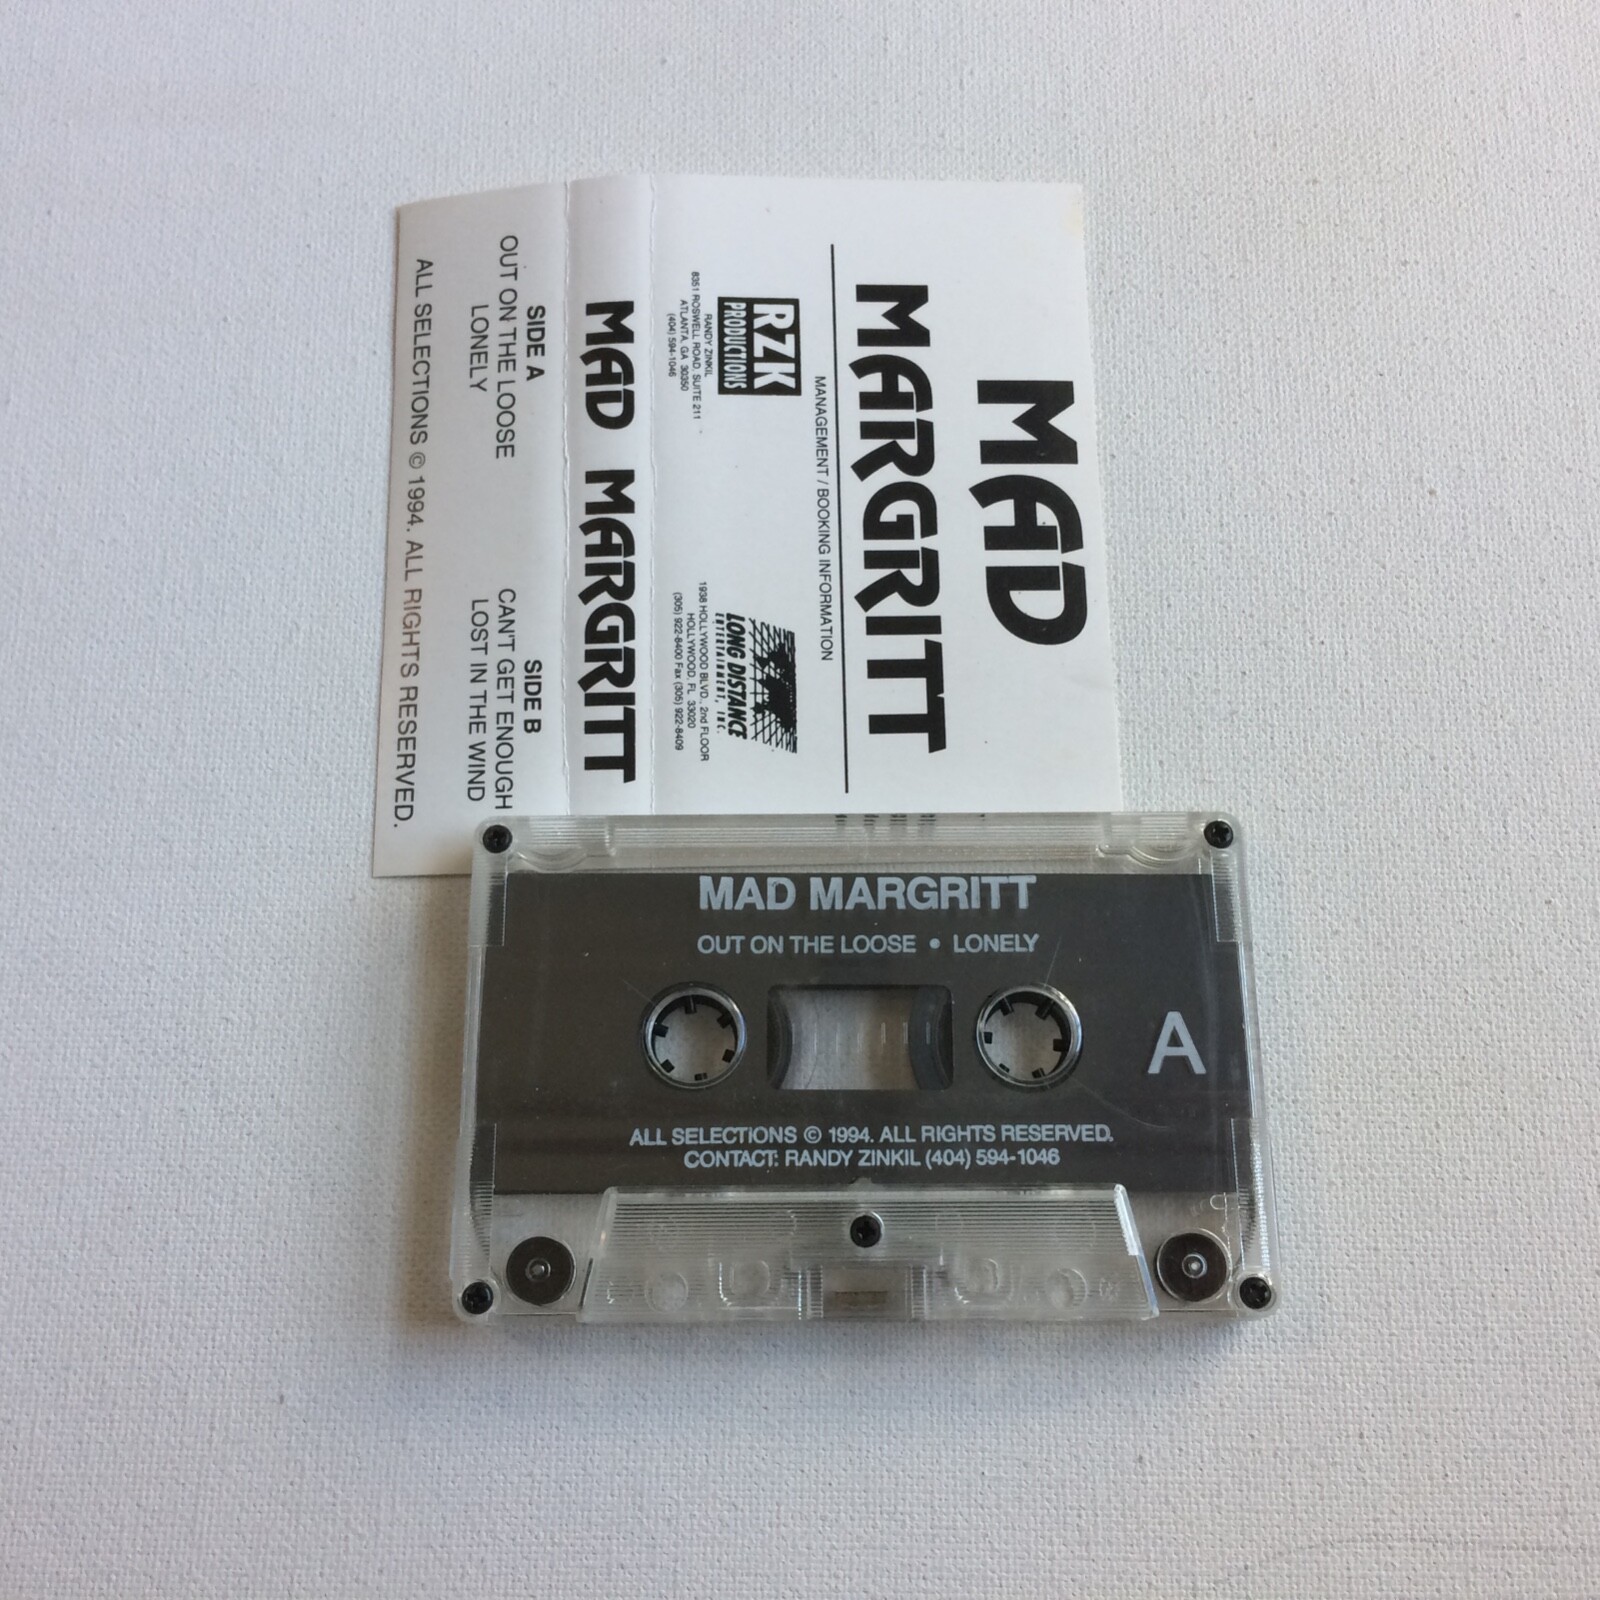 MAD
MARGRITT
MANAGEMENT / BOOKING INFORMATION
RZK
PRODUCTIONS
RANDY ZINKIL
8351 ROSWELL ROAD, SUITE 211
ATLANTA, GA 30350
(404) 594-1046
LONG DISTANCE
ENTERTAINMENT, INC.
1938 HOLLYWOOD BLVD., 2nd FLOOR
HOLLYWOOD, FL 33020
(305) 922-8400 Fax (305) 922-8409
MAD MARGRITT
SIDE A
OUT ON THE LOOSE
LONELY
SIDE B
CAN'T GET ENOUGH
LOST IN THE WIND
ALL SELECTIONS © 1994. ALL RIGHTS RESERVED.
MAD MARGRITT
OUT ON THE LOOSE • LONELY
A
ALL SELECTIONS © 1994. ALL RIGHTS RESERVED.
CONTACT: RANDY ZINKIL (404) 594-1046